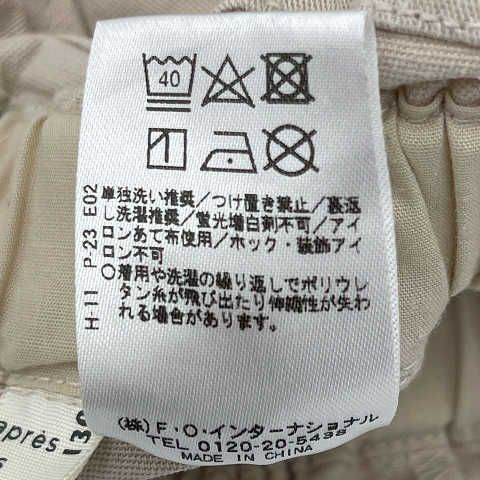 40
単独洗い推奨／つけ置き禁止／裏返
し洗濯推奨／蛍光増白剤不可／アイ
ロンあて布使用／ホック・装飾アイ
ロン不可
○着用や洗濯の繰り返しでポリウレ
タン糸が飛び出たり伸縮性が失わ
れる場合があります。
H-11 P-23 E02
(株)F・O・インターナショナル
TEL 0120-20-5438
MADE IN CHINA
après
130